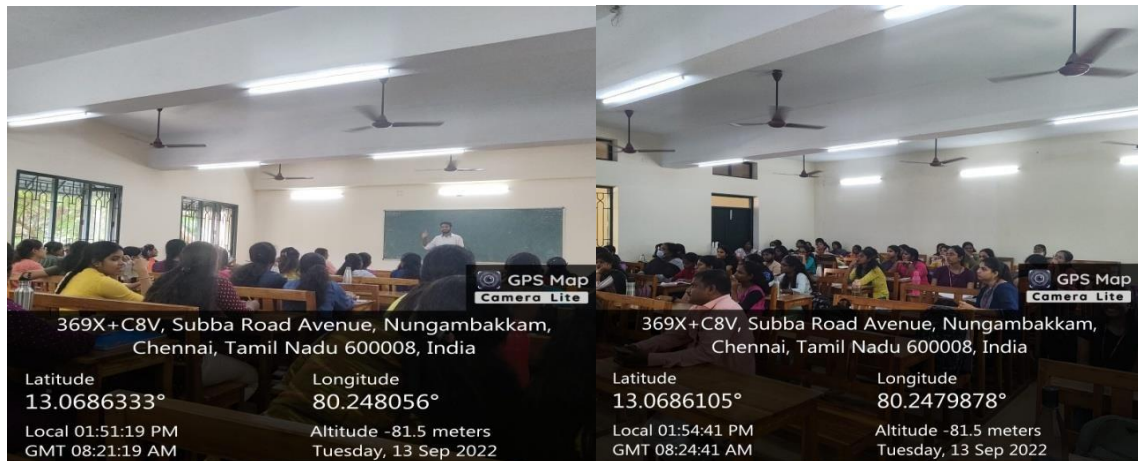 GPS Map
Camera Lite
369X+C8V, Subba Road Avenue, Nungambakkam,
Chennai, Tamil Nadu 600008, India
Latitude
13.0686333°
Longitude
80.248056°
Local 01:51:19 PM
GMT 08:21:19 AM
Altitude -81.5 meters
Tuesday, 13 Sep 2022
GPS Map
Camera Lite
369X+C8V, Subba Road Avenue, Nungambakkam,
Chennai, Tamil Nadu 600008, India
Latitude
13.0686105°
Longitude
80.2479878°
Local 01:54:41 PM
GMT 08:24:41 AM
Altitude -81.5 meters
Tuesday, 13 Sep 2022